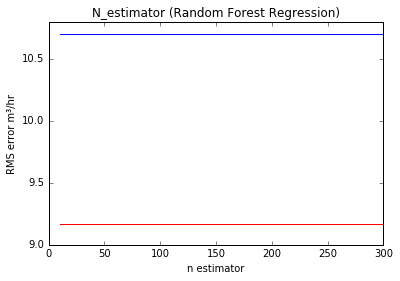 N_estimator (Random Forest Regression)
RMS error m³/hr
10.5
10.0
9.5
9.0
0 50 100 150 200 250 300
n estimator